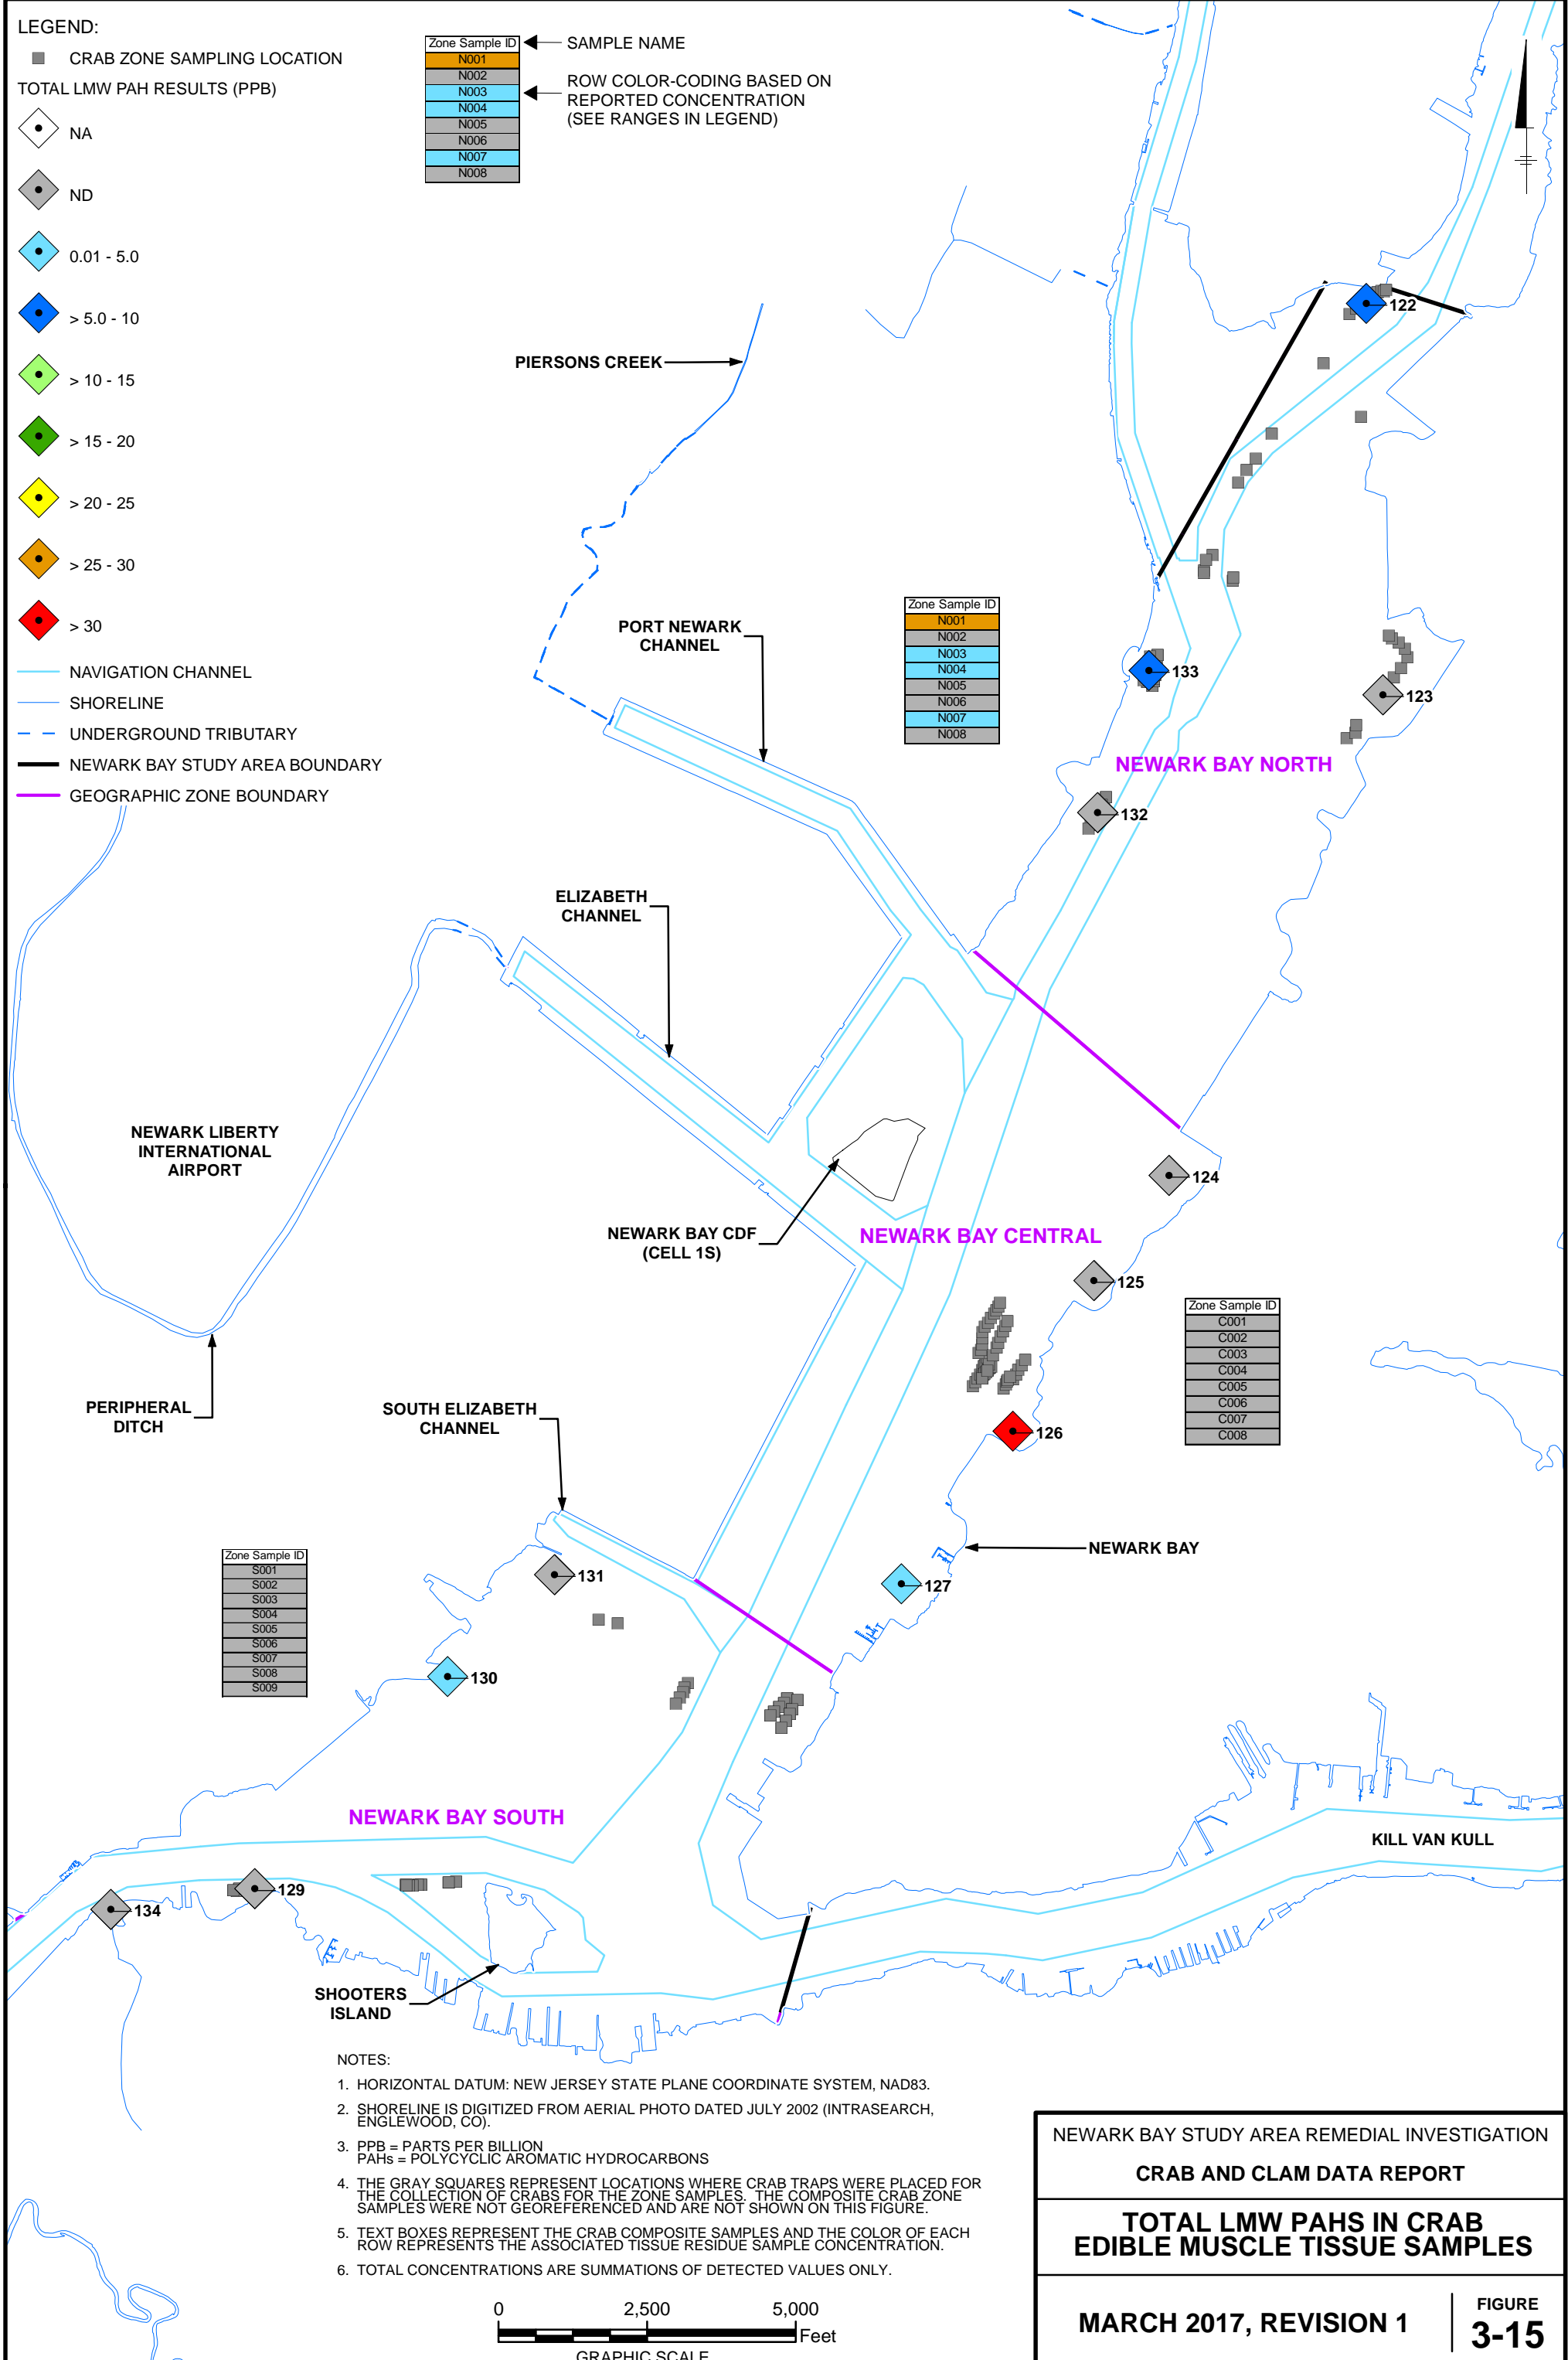 LEGEND:
CRAB ZONE SAMPLING LOCATION
TOTAL LMW PAH RESULTS (PPB)
NA
ND
0.01 - 5.0
> 5.0 - 10
> 10 - 15
> 15 - 20
> 20 - 25
> 25 - 30
> 30
NAVIGATION CHANNEL
SHORELINE
UNDERGROUND TRIBUTARY
NEWARK BAY STUDY AREA BOUNDARY
GEOGRAPHIC ZONE BOUNDARY
Zone Sample ID
N001
N002
N003
N004
N005
N006
N007
N008
SAMPLE NAME
ROW COLOR-CODING BASED ON
REPORTED CONCENTRATION
(SEE RANGES IN LEGEND)
122
PIERSONS CREEK
PORT NEWARK
CHANNEL
Zone Sample ID
N001
N002
N003
N004
N005
N006
N007
N008
133
123
NEWARK BAY NORTH
132
ELIZABETH
CHANNEL
NEWARK LIBERTY
INTERNATIONAL
AIRPORT
124
NEWARK BAY CDF
(CELL 1S)
NEWARK BAY CENTRAL
125
Zone Sample ID
C001
C002
C003
C004
C005
C006
C007
C008
PERIPHERAL
DITCH
SOUTH ELIZABETH
CHANNEL
126
NEWARK BAY
Zone Sample ID
S001
S002
S003
S004
S005
S006
S007
S008
S009
131
127
130
NEWARK BAY SOUTH
KILL VAN KULL
129
134
SHOOTERS
ISLAND
NOTES:
1. HORIZONTAL DATUM: NEW JERSEY STATE PLANE COORDINATE SYSTEM, NAD83.
2. SHORELINE IS DIGITIZED FROM AERIAL PHOTO DATED JULY 2002 (INTRASEARCH,
ENGLEWOOD, CO).
3. PPB = PARTS PER BILLION
PAHs = POLYCYCLIC AROMATIC HYDROCARBONS
4. THE GRAY SQUARES REPRESENT LOCATIONS WHERE CRAB TRAPS WERE PLACED FOR
THE COLLECTION OF CRABS FOR THE ZONE SAMPLES. THE COMPOSITE CRAB ZONE
SAMPLES WERE NOT GEOREFERENCED AND ARE NOT SHOWN ON THIS FIGURE.
5. TEXT BOXES REPRESENT THE CRAB COMPOSITE SAMPLES AND THE COLOR OF EACH
ROW REPRESENTS THE ASSOCIATED TISSUE RESIDUE SAMPLE CONCENTRATION.
6. TOTAL CONCENTRATIONS ARE SUMMATIONS OF DETECTED VALUES ONLY.
0 2,500 5,000
Feet
GRAPHIC SCALE
NEWARK BAY STUDY AREA REMEDIAL INVESTIGATION
CRAB AND CLAM DATA REPORT
TOTAL LMW PAHS IN CRAB
EDIBLE MUSCLE TISSUE SAMPLES
MARCH 2017, REVISION 1
FIGURE
3-15